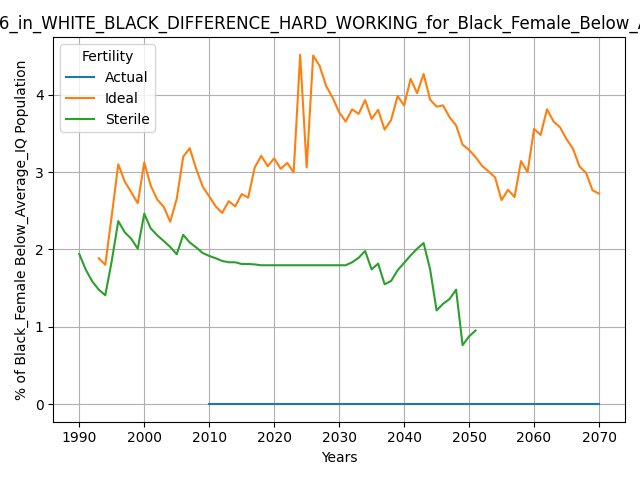 6_in_WHITE_BLACK_DIFFERENCE_HARD_WORKING_for_Black_Female_Below_
Fertility
Actual
Ideal
Sterile
% of Black_Female Below_Average_IQ Population
4
3
2
1
0
1990 2000 2010 2020 2030 2040 2050 2060 2070
Years